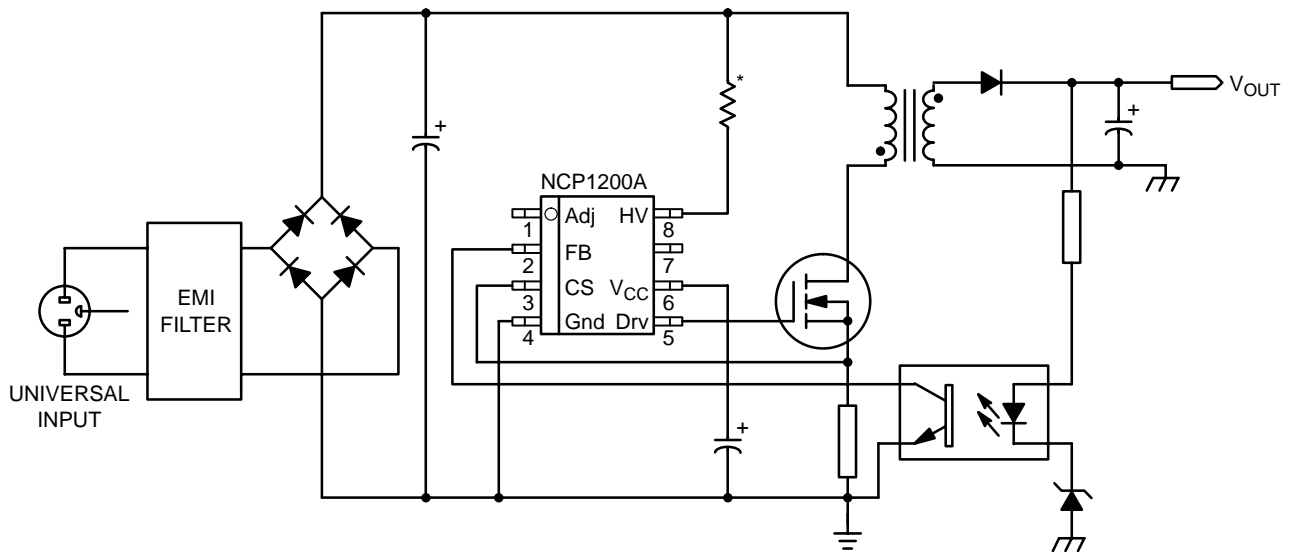 *
+
V_OUT
+
NCP1200A
Adj HV
1 8
FB
2 7
CS V_CC
3 6
Gnd Drv
4 5
EMI
FILTER
UNIVERSAL
INPUT
+